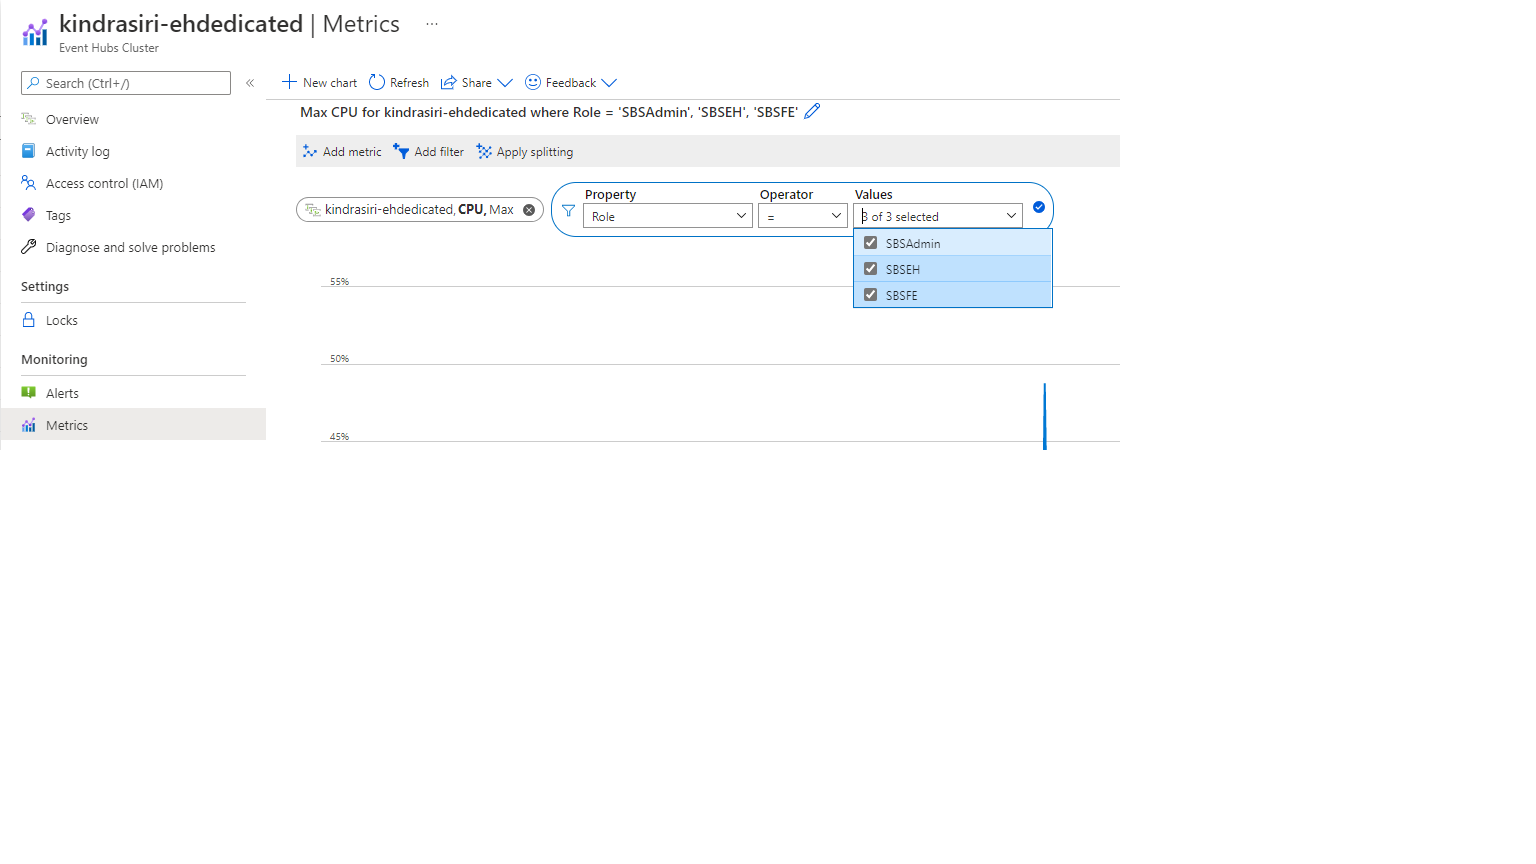 kindrasiri-ehdedicated | Metrics ...
Event Hubs Cluster
Search (Ctrl+/) «
New chart Refresh Share Feedback
Max CPU for kindrasiri-ehdedicated where Role = 'SBSAdmin', 'SBSEH', 'SBSFE'
Overview
Activity log
Access control (IAM)
Tags
Diagnose and solve problems
Settings
Locks
Monitoring
Alerts
Metrics
Add metric Add filter Apply splitting
kindrasiri-ehdedicated, CPU, Max
Property Operator Values
Role = 3 of 3 selected
SBSAdmin
SBSEH
SBSFE
55%
50%
45%